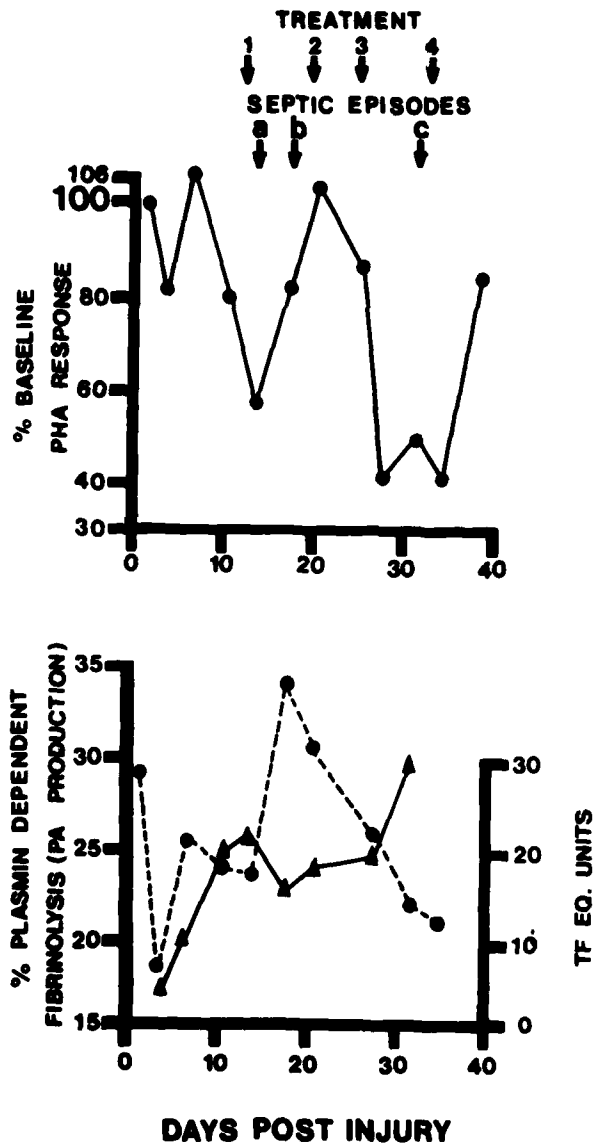 TREATMENT
1 2 3 4
SEPTIC EPISODES
a b c
% BASELINE
PHA RESPONSE
106
100
80
60
40
30
0 10 20 30 40
% PLASMIN DEPENDENT
FIBRINOLYSIS (PA PRODUCTION)
35
30
25
20
15
30
20
10
0
TF EQ. UNITS
0 10 20 30 40
DAYS POST INJURY